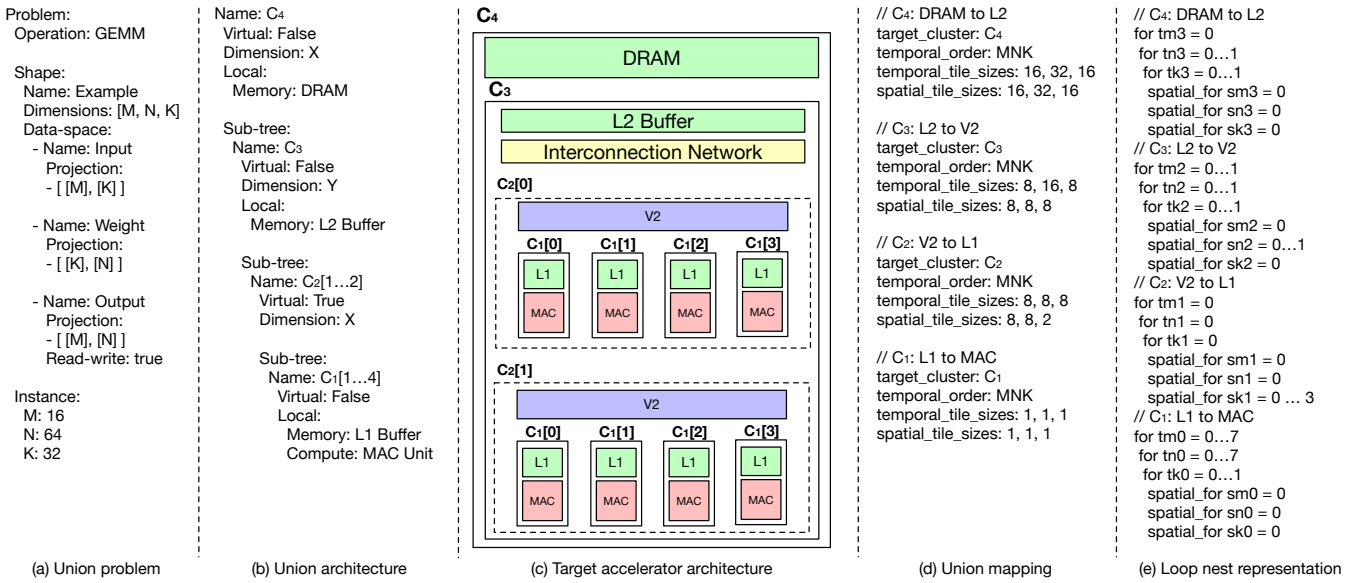 Problem:
Operation: GEMM
Shape:
Name: Example
Dimensions: [M, N, K]
Data-space:
- Name: Input
Projection:
- [ [M], [K] ]
- Name: Weight
Projection:
- [ [K], [N] ]
- Name: Output
Projection:
- [ [M], [N] ]
Read-write: true
Instance:
M: 16
N: 64
K: 32
(a) Union problem
Name: C4
Virtual: False
Dimension: X
Local:
Memory: DRAM
Sub-tree:
Name: C3
Virtual: False
Dimension: Y
Local:
Memory: L2 Buffer
Sub-tree:
Name: C2[1...2]
Virtual: True
Dimension: X
Sub-tree:
Name: C1[1...4]
Virtual: False
Local:
Memory: L1 Buffer
Compute: MAC Unit
(b) Union architecture
C4
DRAM
C3
L2 Buffer
Interconnection Network
C2[0]
V2
C1[0] C1[1] C1[2] C1[3]
L1 L1 L1 L1
MAC MAC MAC MAC
C2[1]
V2
C1[0] C1[1] C1[2] C1[3]
L1 L1 L1 L1
MAC MAC MAC MAC
(c) Target accelerator architecture
// C4: DRAM to L2
target_cluster: C4
temporal_order: MNK
temporal_tile_sizes: 16, 32, 16
spatial_tile_sizes: 16, 32, 16
// C3: L2 to V2
target_cluster: C3
temporal_order: MNK
temporal_tile_sizes: 8, 16, 8
spatial_tile_sizes: 8, 8, 8
// C2: V2 to L1
target_cluster: C2
temporal_order: MNK
temporal_tile_sizes: 8, 8, 8
spatial_tile_sizes: 8, 8, 2
// C1: L1 to MAC
target_cluster: C1
temporal_order: MNK
temporal_tile_sizes: 1, 1, 1
spatial_tile_sizes: 1, 1, 1
(d) Union mapping
// C4: DRAM to L2
for tm3 = 0
for tn3 = 0...1
for tk3 = 0...1
spatial_for sm3 = 0
spatial_for sn3 = 0
spatial_for sk3 = 0
// C3: L2 to V2
for tm2 = 0...1
for tn2 = 0...1
for tk2 = 0...1
spatial_for sm2 = 0
spatial_for sn2 = 0...1
spatial_for sk2 = 0
// C2: V2 to L1
for tm1 = 0
for tn1 = 0
for tk1 = 0
spatial_for sm1 = 0
spatial_for sn1 = 0
spatial_for sk1 = 0 ... 3
// C1: L1 to MAC
for tm0 = 0...7
for tn0 = 0...7
for tk0 = 0...1
spatial_for sm0 = 0
spatial_for sn0 = 0
spatial_for sk0 = 0
(e) Loop nest representation